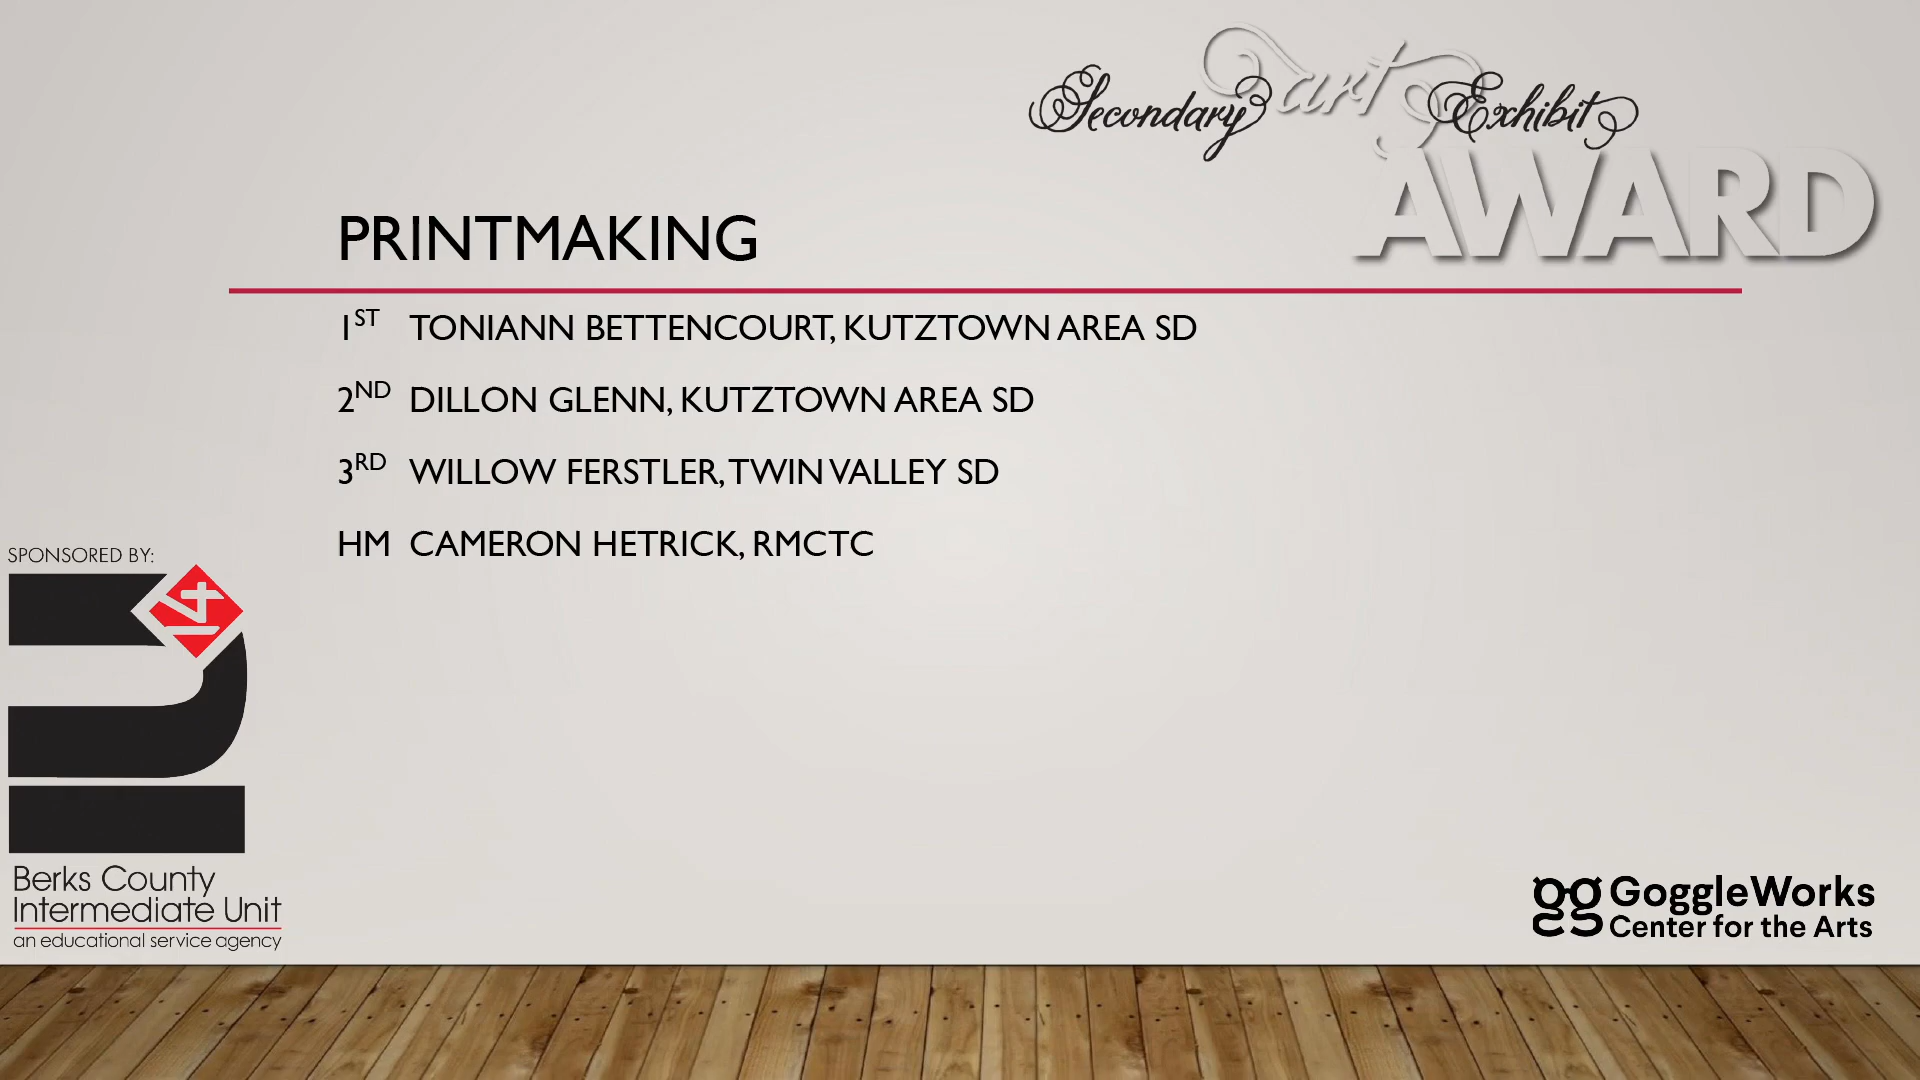 Secondary art Exhibit
AWARD
PRINTMAKING
1ST TONIANN BETTENCOURT, KUTZTOWN AREA SD
2ND DILLON GLENN, KUTZTOWN AREA SD
3RD WILLOW FERSTLER, TWIN VALLEY SD
HM CAMERON HETRICK, RMCTC
SPONSORED BY:
14
Berks County
Intermediate Unit
an educational service agency
gg GoggleWorks
Center for the Arts